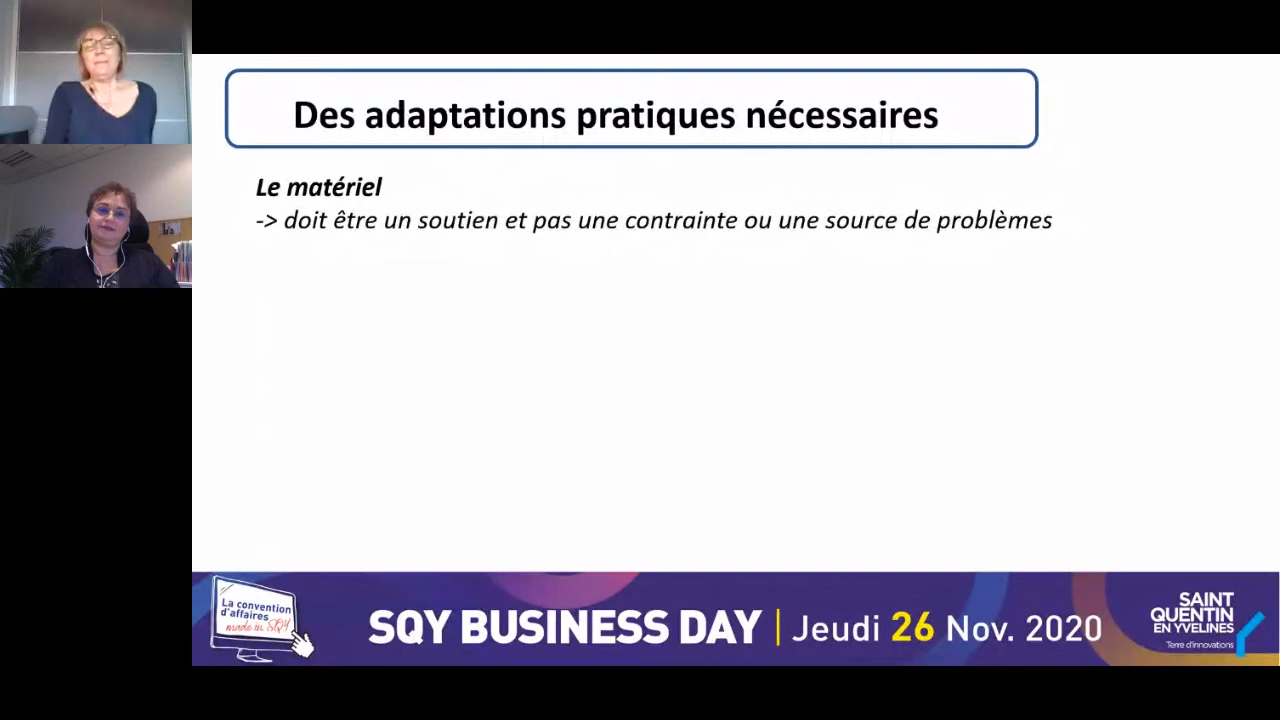 Des adaptations pratiques nécessaires
Le matériel
-> doit être un soutien et pas une contrainte ou une source de problèmes
La convention
d'affaires
made in SQY
SQY BUSINESS DAY | Jeudi 26 Nov. 2020
SAINT
QUENTIN
EN YVELINES
Terre d'innovations